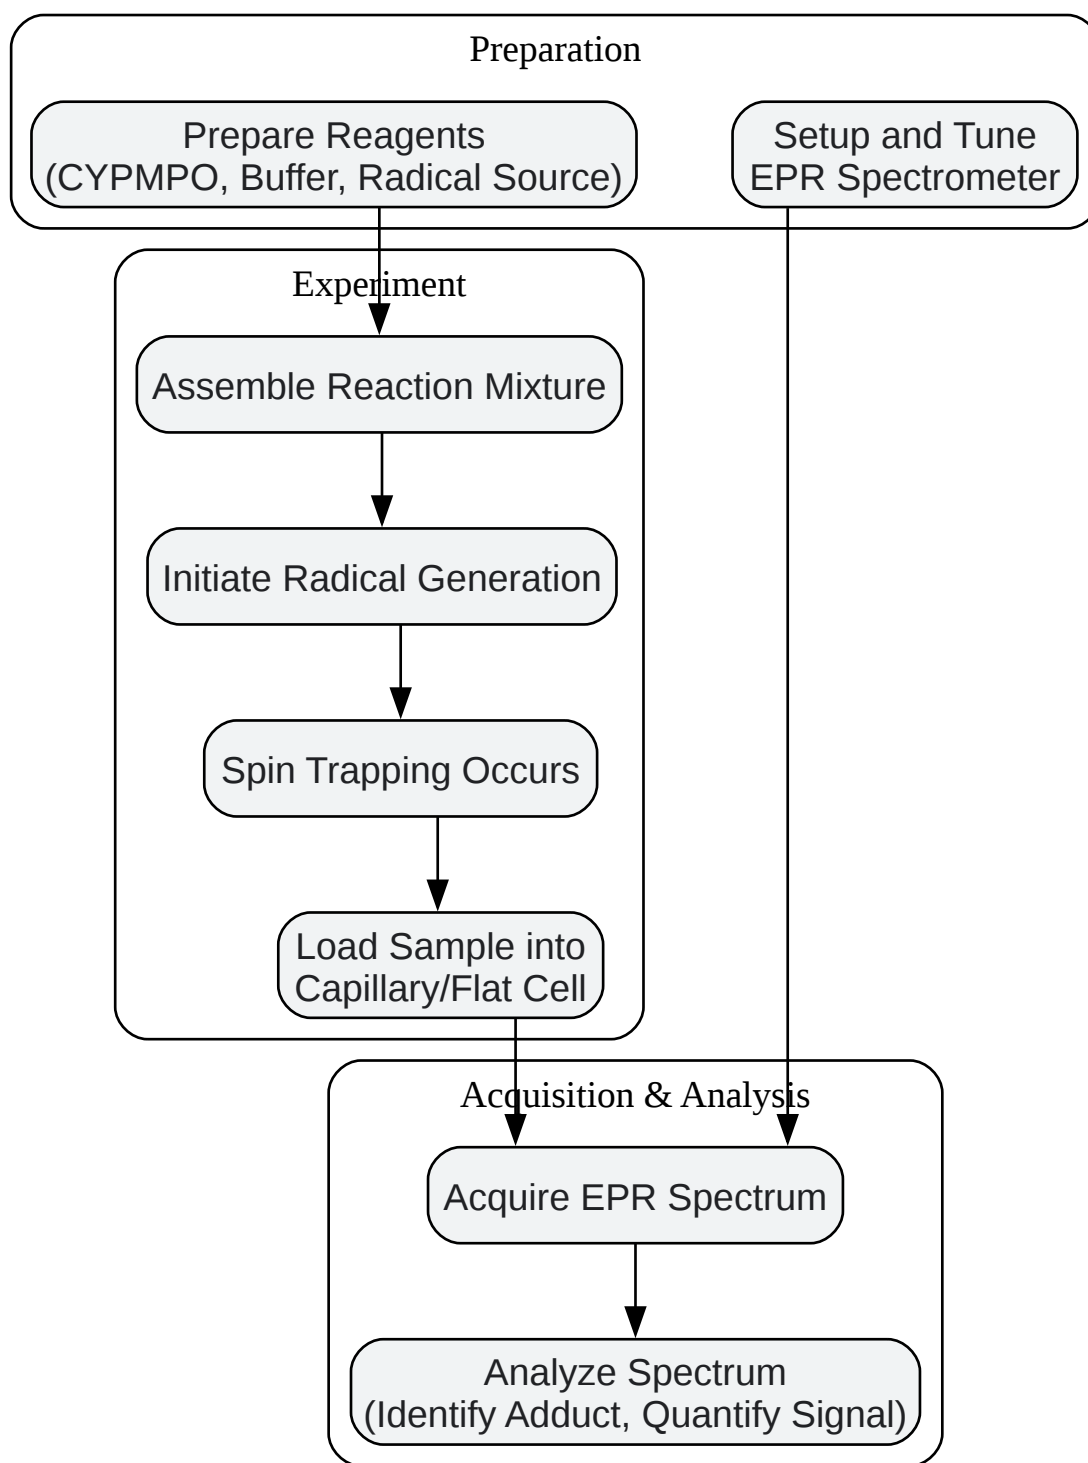 Preparation
Prepare Reagents
(CYPMPO, Buffer, Radical Source)
Setup and Tune
EPR Spectrometer
Experiment
Assemble Reaction Mixture
Initiate Radical Generation
Spin Trapping Occurs
Load Sample into
Capillary/Flat Cell
Acquisition & Analysis
Acquire EPR Spectrum
Analyze Spectrum
(Identify Adduct, Quantify Signal)